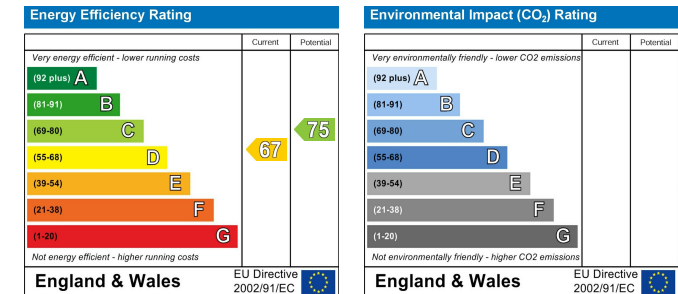 Energy Efficiency Rating
Current Potential
Very energy efficient - lower running costs
(92 plus) A
(81-91) B
(69-80) C
75
(55-68) D
67
(39-54) E
(21-38) F
(1-20) G
Not energy efficient - higher running costs
England & Wales
EU Directive
2002/91/EC
Environmental Impact (CO₂) Rating
Current Potential
Very environmentally friendly - lower CO2 emissions
(92 plus) A
(81-91) B
(69-80) C
(55-68) D
(39-54) E
(21-38) F
(1-20) G
Not environmentally friendly - higher CO2 emissions
England & Wales
EU Directive
2002/91/EC